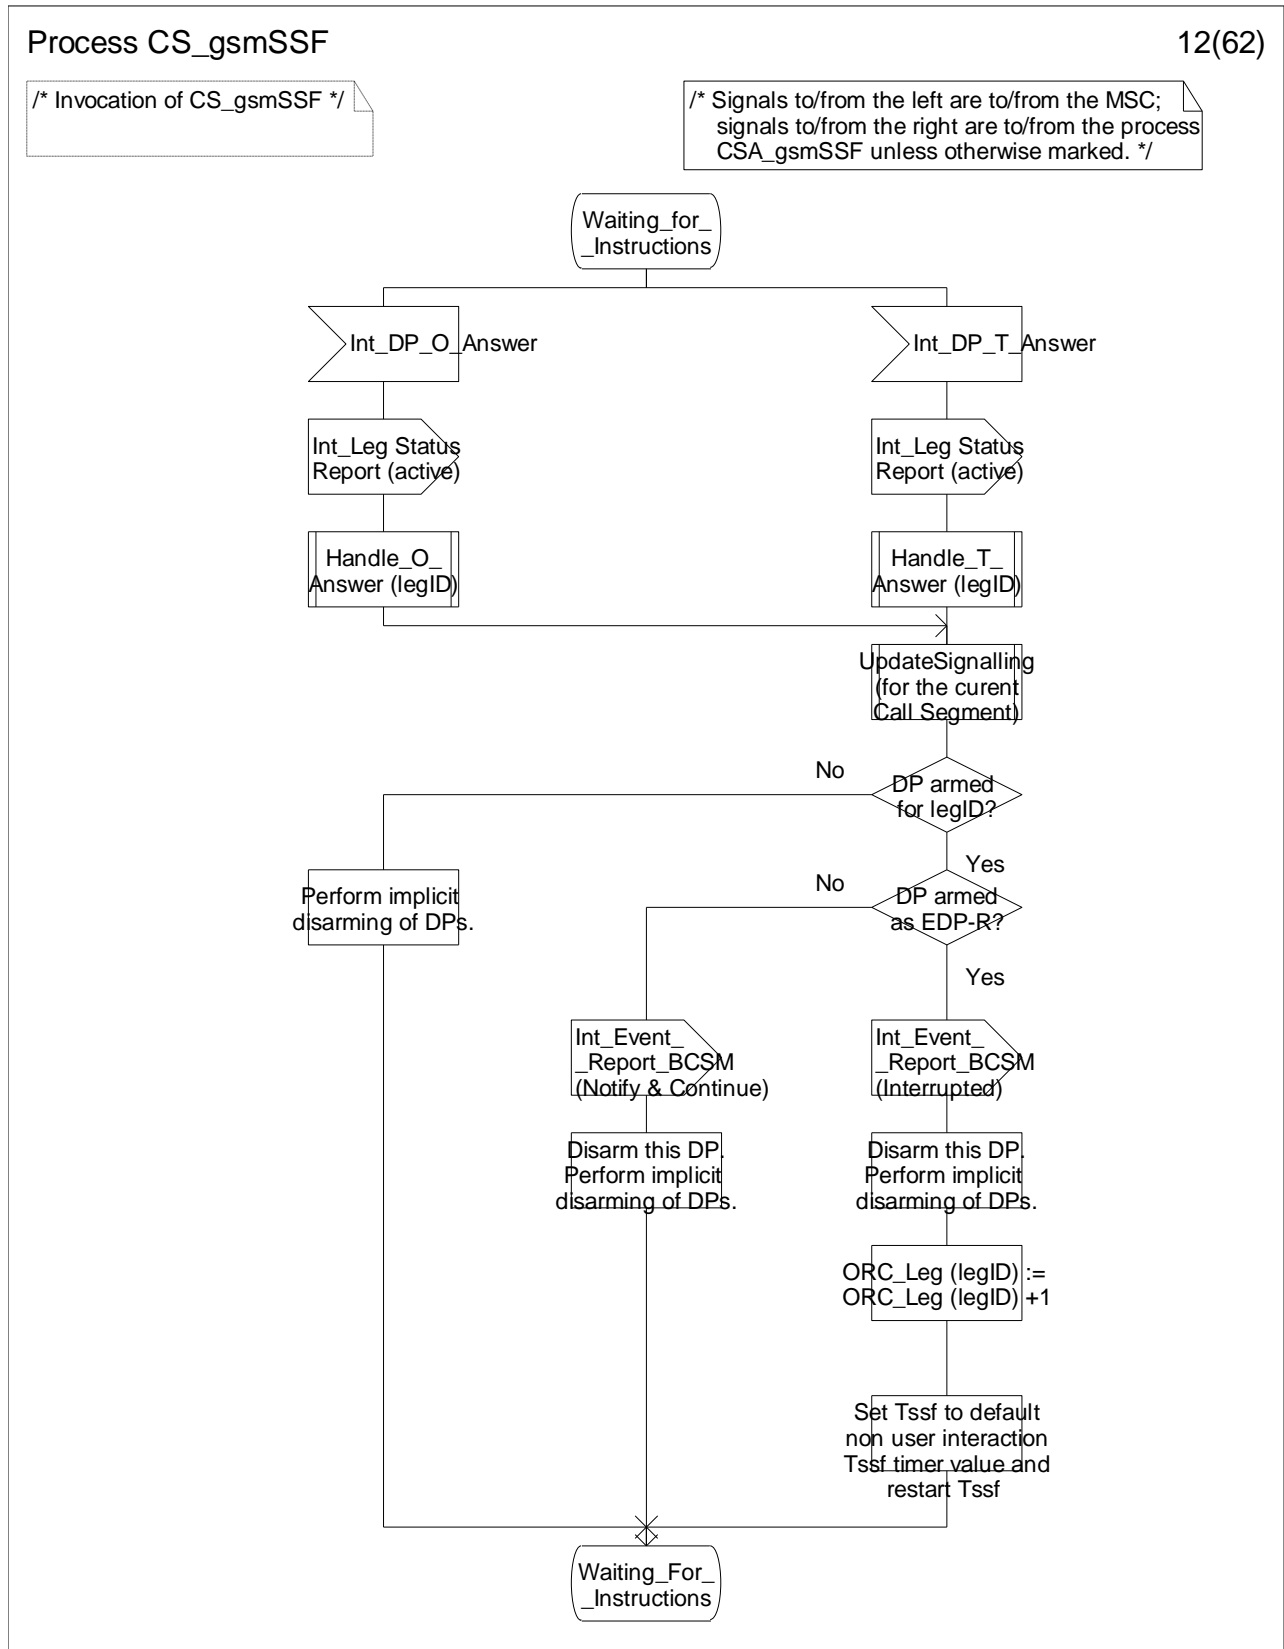 Process CS_gsmSSF
12(62)
/* Invocation of CS_gsmSSF */
/* Signals to/from the left are to/from the MSC;
signals to/from the right are to/from the process
CSA_gsmSSF unless otherwise marked. */
Waiting_for_
_Instructions
Int_DP_O_Answer
Int_DP_T_Answer
Int_Leg Status
Report (active)
Int_Leg Status
Report (active)
Handle_O_
Answer (legID)
Handle_T_
Answer (legID)
UpdateSignalling
(for the curent
Call Segment)
No
DP armed
for legID?
Yes
Perform implicit
disarming of DPs.
No
DP armed
as EDP-R?
Yes
Int_Event_
_Report_BCSM
(Notify & Continue)
Int_Event_
_Report_BCSM
(Interrupted)
Disarm this DP.
Perform implicit
disarming of DPs.
Disarm this DP.
Perform implicit
disarming of DPs.
ORC_Leg (legID) :=
ORC_Leg (legID) +1
Set Tssf to default
non user interaction
Tssf timer value and
restart Tssf
Waiting_For_
_Instructions